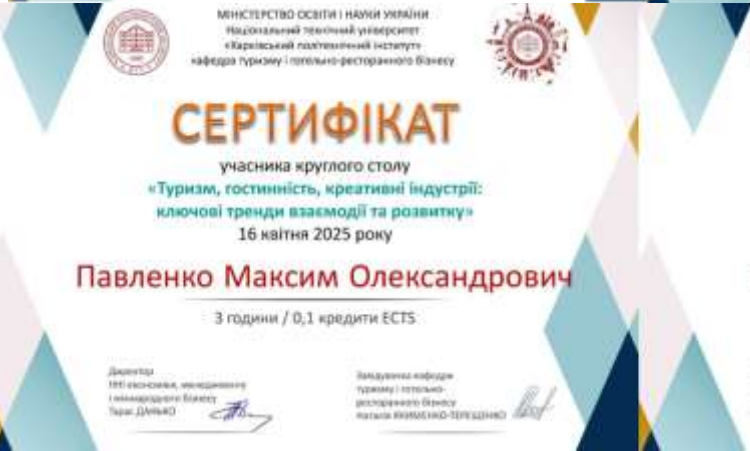 МІНІСТЕРСТВО ОСВІТИ І НАУКИ УКРАЇНИ
Національний технічний університет
«Харківський політехнічний інститут»
кафедра туризму і готельно-ресторанного бізнесу
СЕРТИФІКАТ
учасника круглого столу
«Туризм, гостинність, креативні індустрії:
ключові тренди взаємодії та розвитку»
16 квітня 2025 року
Павленко Максим Олександрович
3 години / 0,1 кредити ECTS
Директор
ННІ економіки, менеджменту
і міжнародного бізнесу
Тарас ДАНЬКО
Завідувачка кафедри
туризму і готельно-
ресторанного бізнесу
Наталія ЯКИМЕНКО-ТЕРЕЩЕНКО